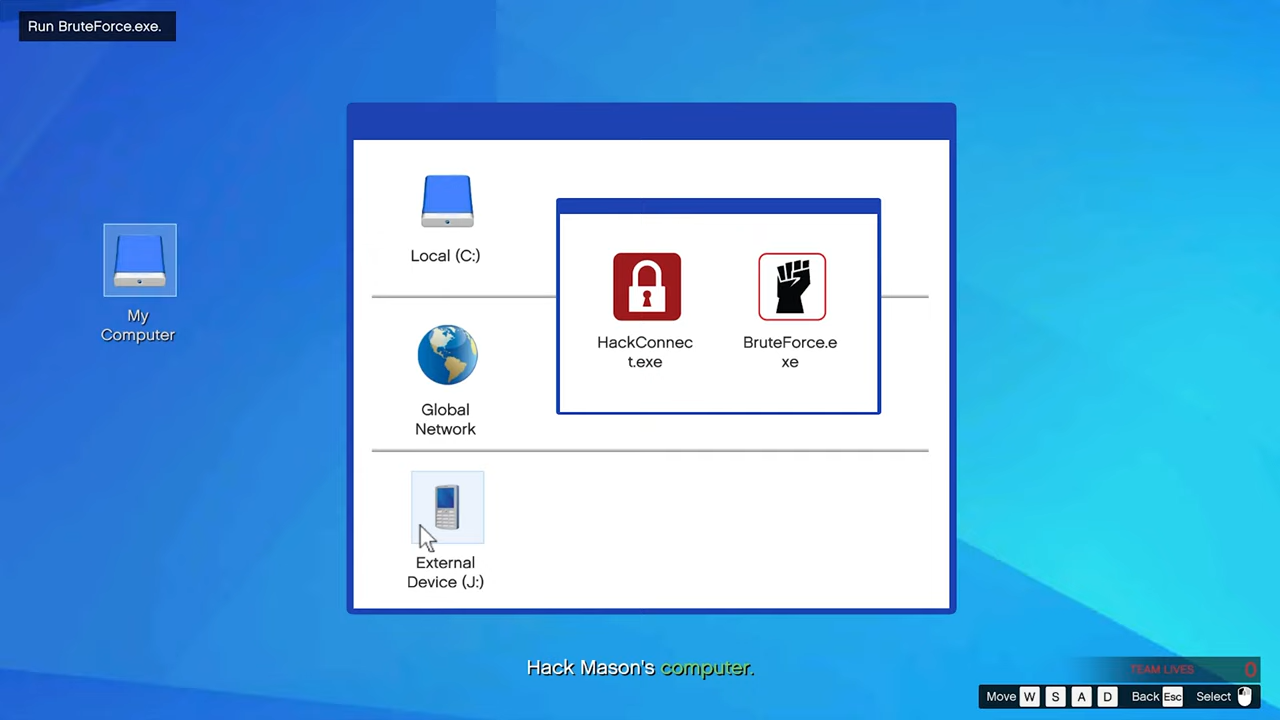 Run BruteForce.exe.
Local (C:)
HackConnec
t.exe
BruteForce.e
xe
My
Computer
Global
Network
External
Device (J:)
Hack Mason's computer.
TEAM LIVES 0
Move W S A D Back Esc Select